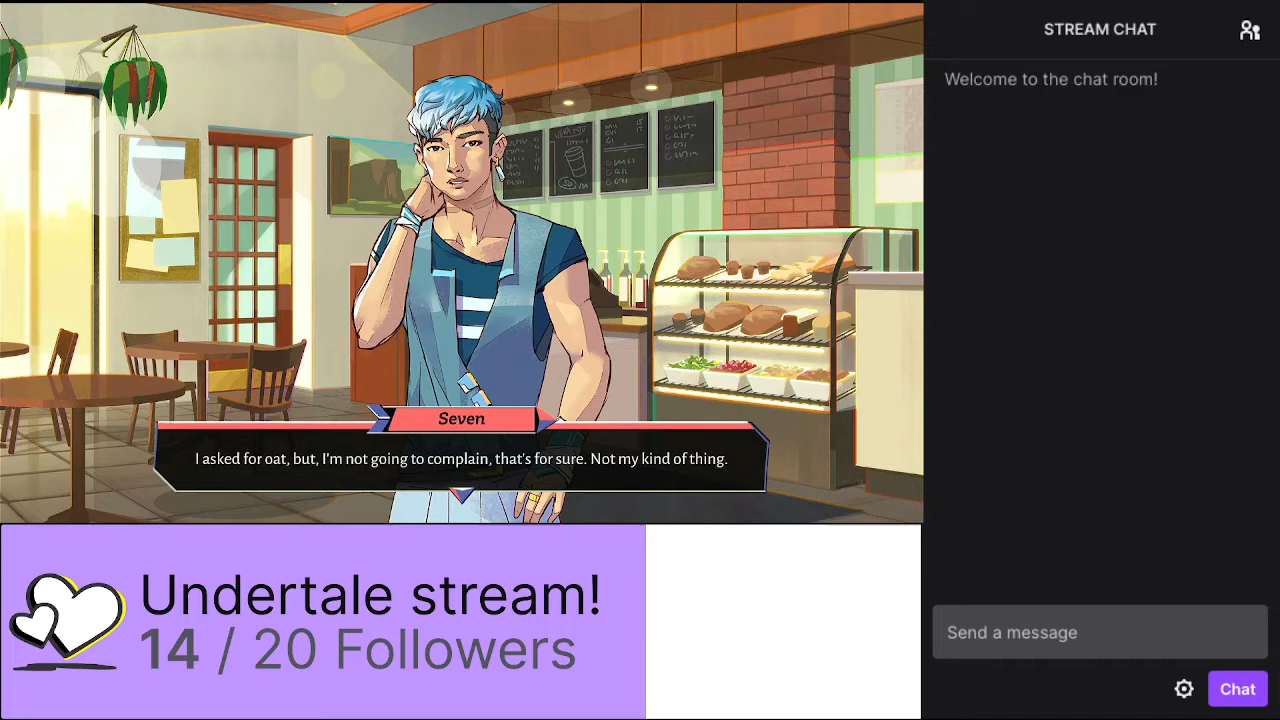 STREAM CHAT
Welcome to the chat room!
Seven
I asked for oat, but, I'm not going to complain, that's for sure. Not my kind of thing.
Undertale stream!
14 / 20 Followers
Send a message
Chat